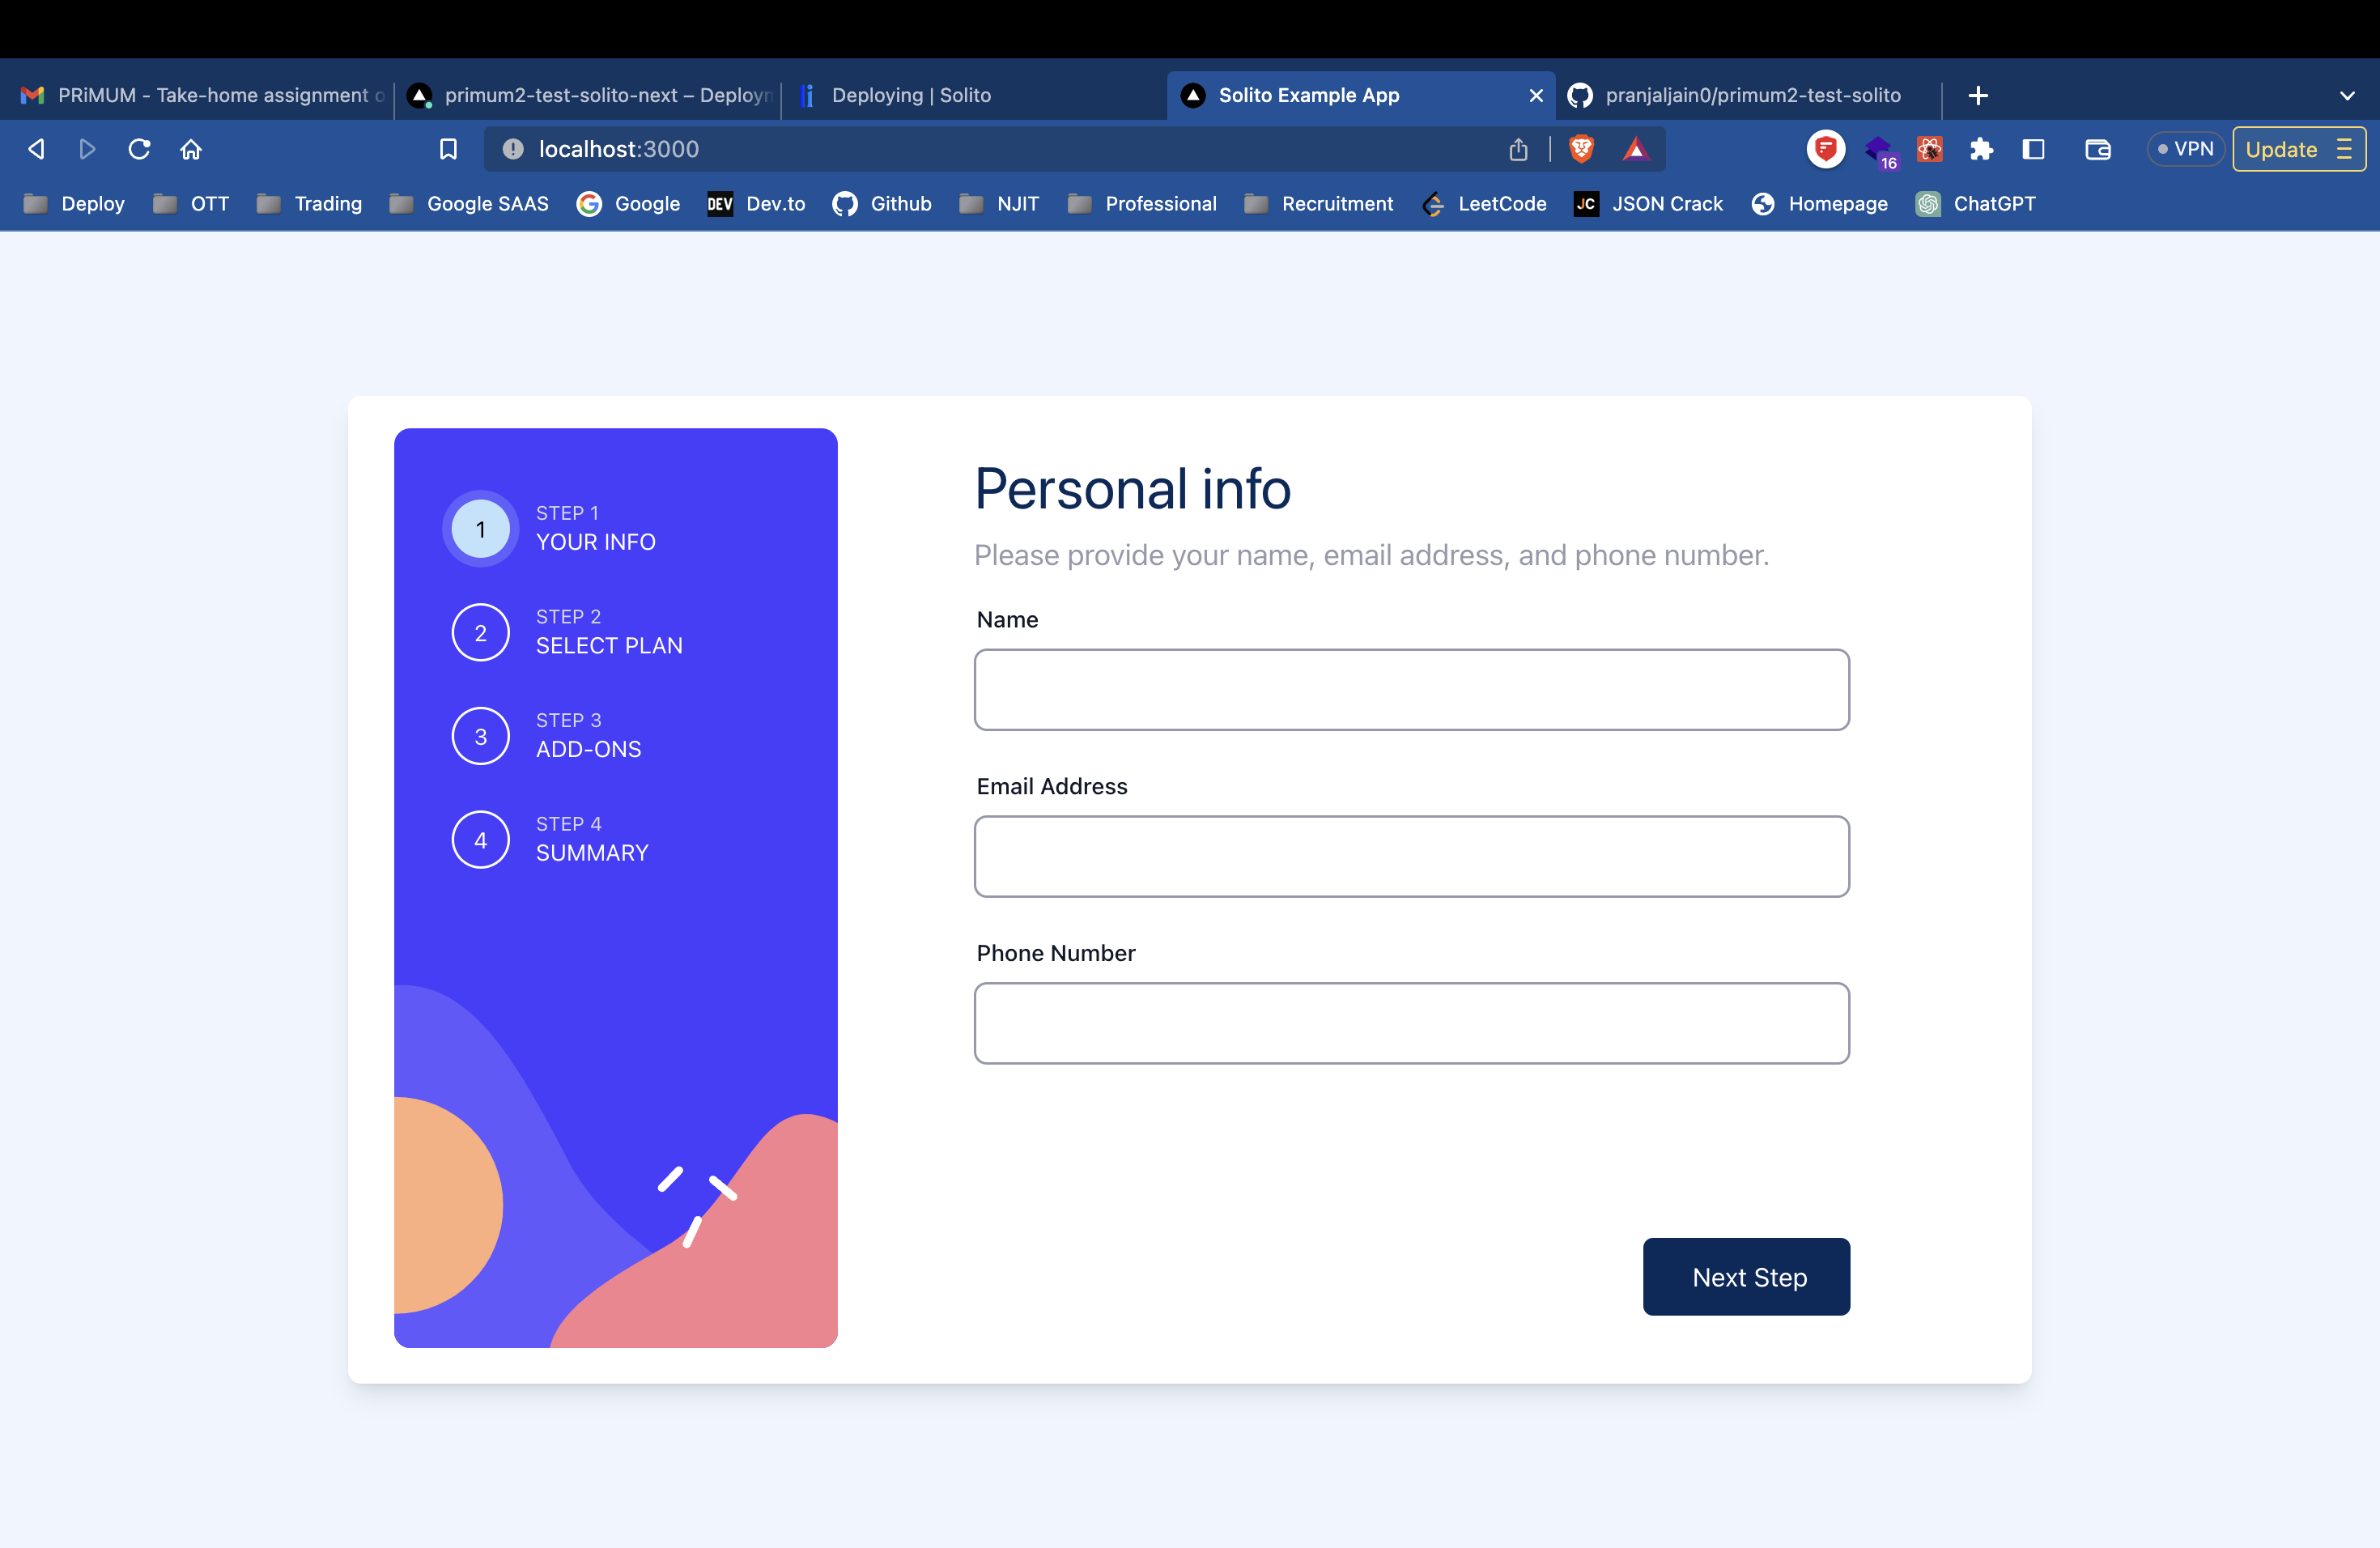 PRiMUM - Take-home assignment
primum2-test-solito-next – Deploy
Deploying | Solito
Solito Example App
pranjaljain0/primum2-test-solito
localhost:3000
16
VPN
Update
Deploy
OTT
Trading
Google SAAS
Google
DEV
Dev.to
Github
NJIT
Professional
Recruitment
LeetCode
JC
JSON Crack
Homepage
ChatGPT
1
STEP 1
YOUR INFO
2
STEP 2
SELECT PLAN
3
STEP 3
ADD-ONS
4
STEP 4
SUMMARY
Personal info
Please provide your name, email address, and phone number.
Name
Email Address
Phone Number
Next Step